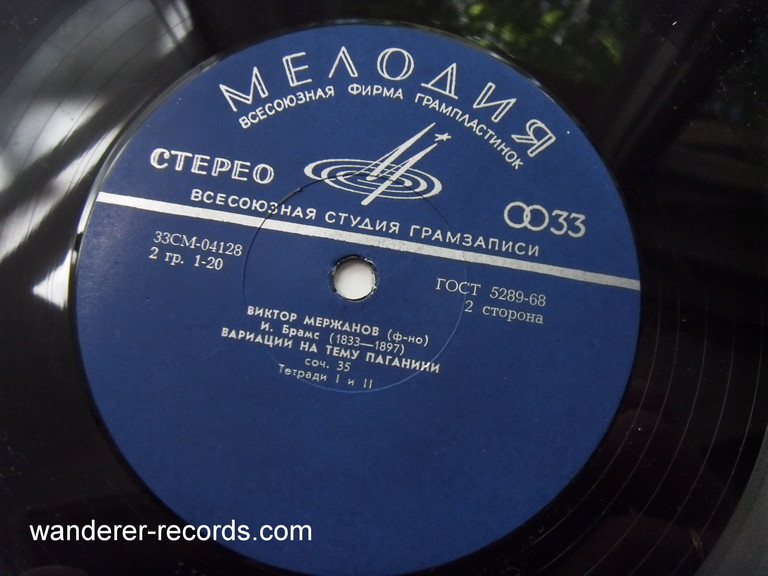 МЕЛОДИЯ
ВСЕСОЮЗНАЯ ФИРМА ГРАМПЛАСТИНОК
СТЕРЕО
33
ВСЕСОЮЗНАЯ СТУДИЯ ГРАМЗАПИСИ
33СМ-04128
2 гр. 1-20
ГОСТ 5289-68
2 сторона
ВИКТОР МЕРЖАНОВ (ф-но)
И. Брамс (1833—1897)
ВАРИАЦИИ НА ТЕМУ ПАГАНИНИ
соч. 35
Тетради I и II
wanderer-records.com